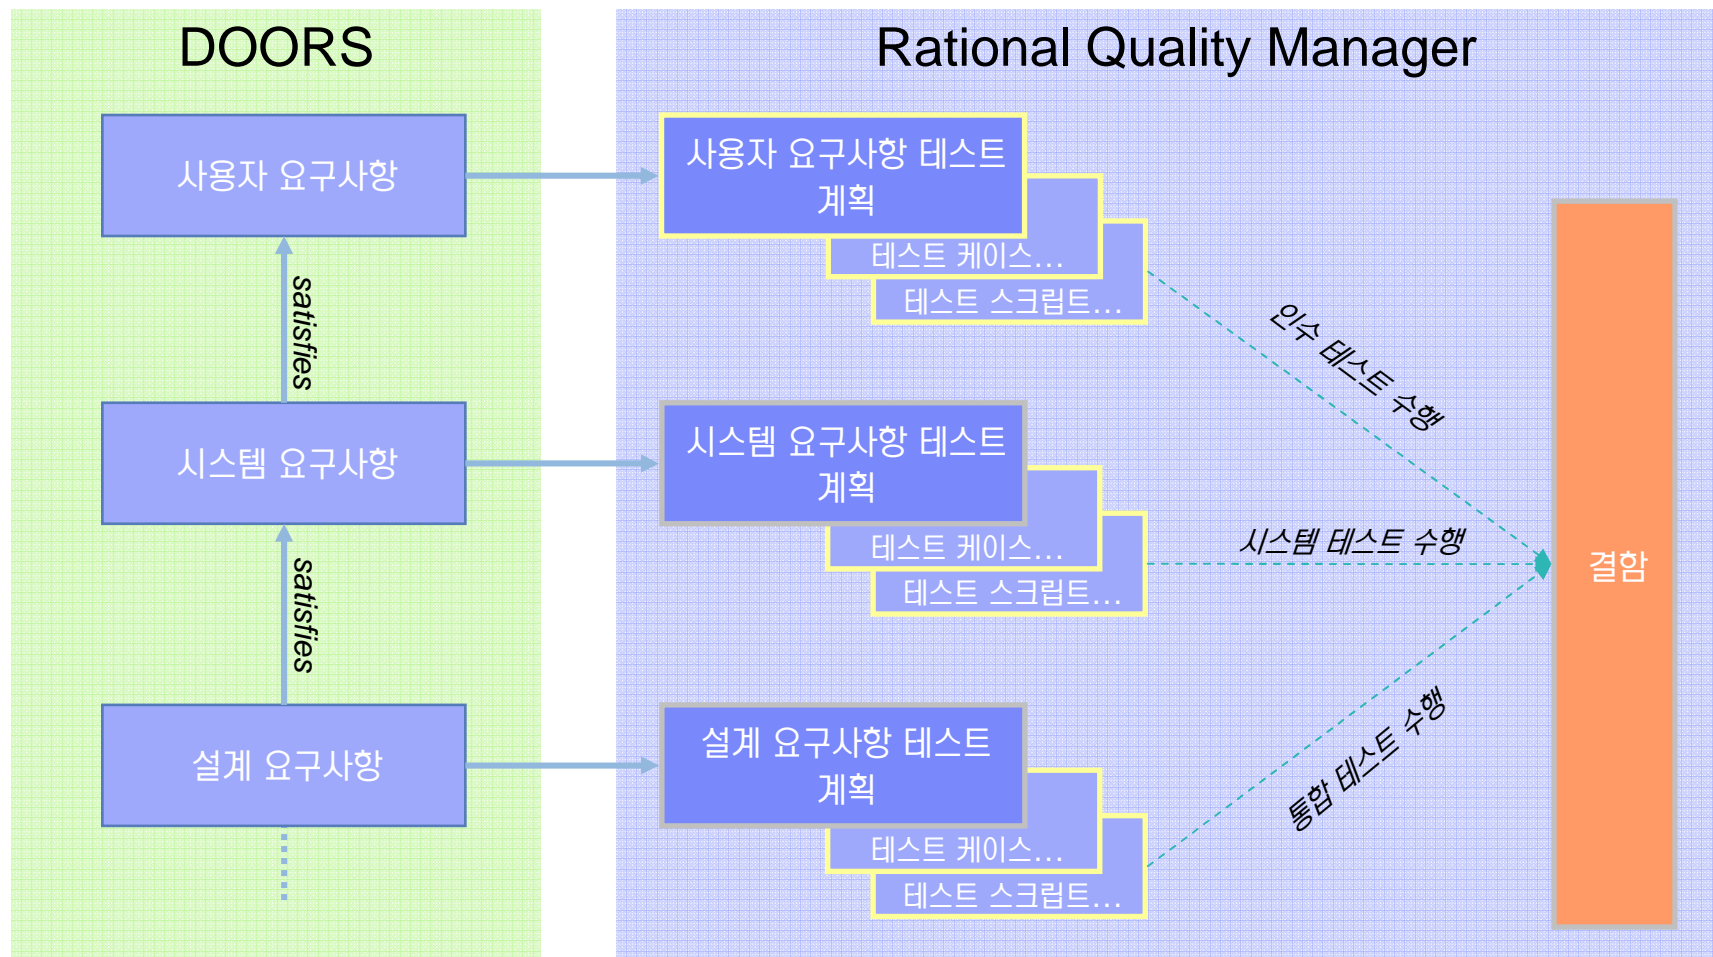 DOORS
Rational Quality Manager
사용자 요구사항
사용자 요구사항 테스트
계획
테스트 케이스...
테스트 스크립트...
satisfies
인수 테스트 수행
시스템 요구사항
시스템 요구사항 테스트
계획
테스트 케이스...
테스트 스크립트...
시스템 테스트 수행
결함
satisfies
설계 요구사항
설계 요구사항 테스트
계획
테스트 케이스...
테스트 스크립트...
통합 테스트 수행